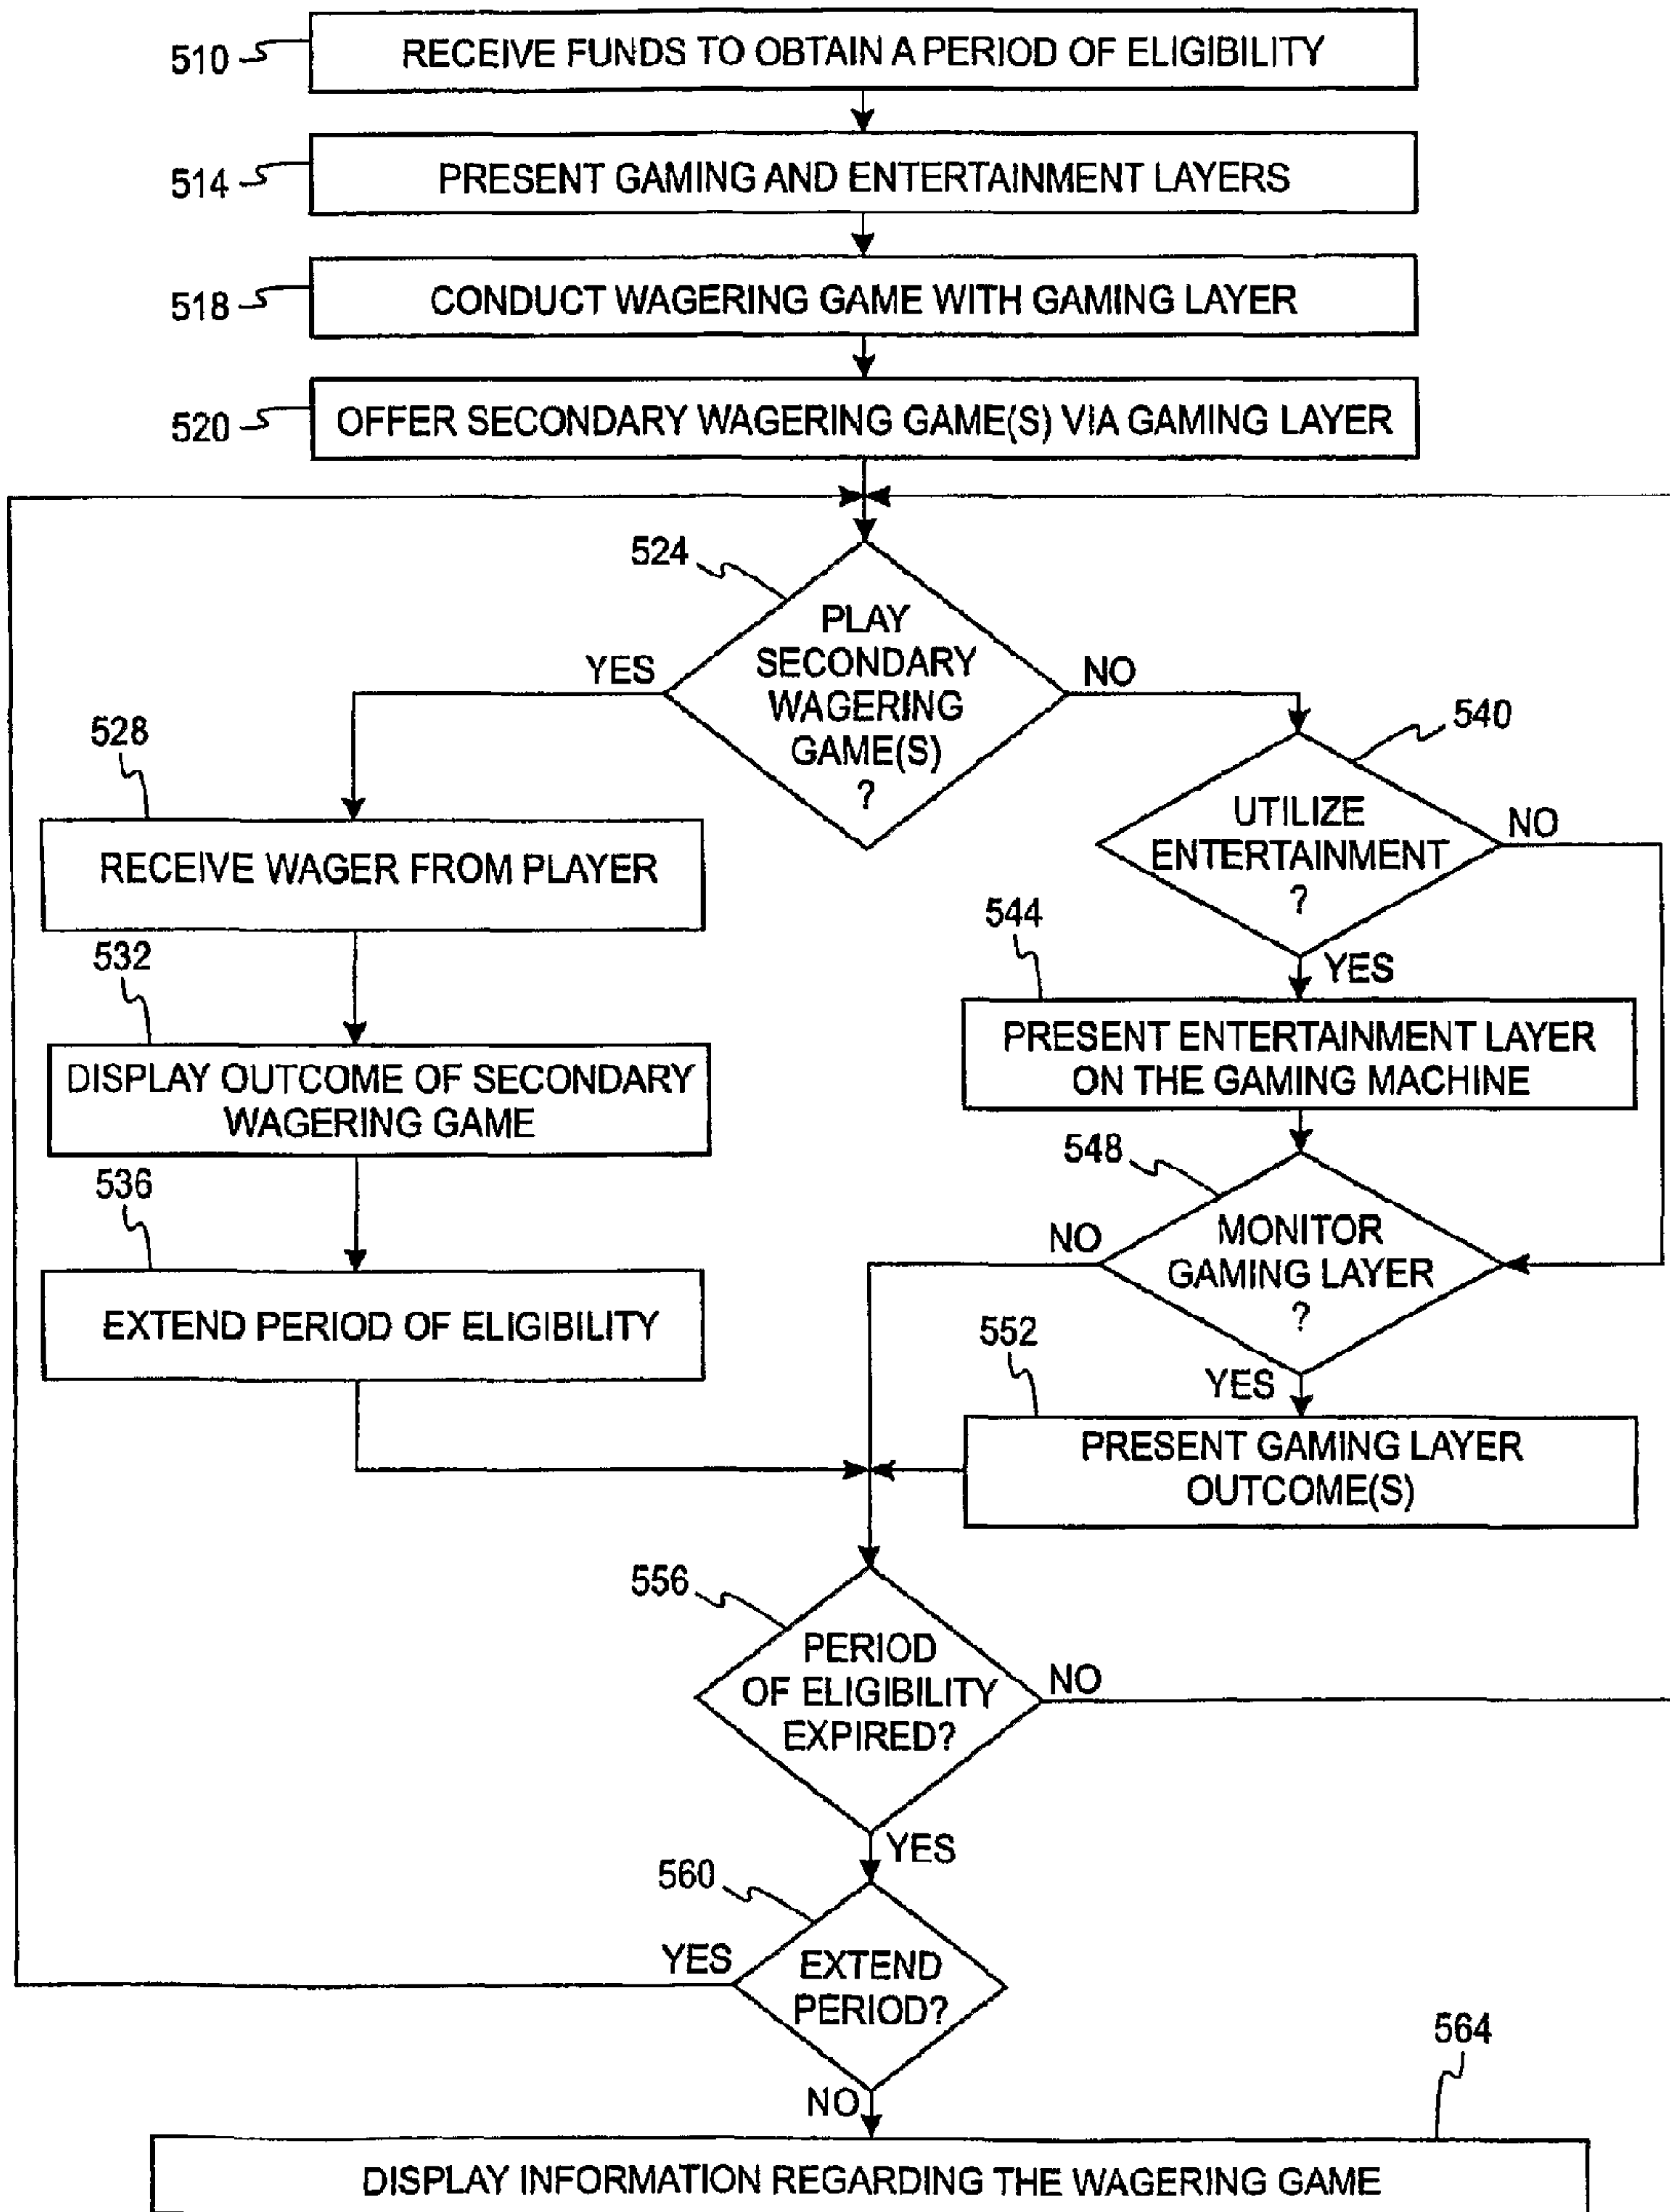 510
RECEIVE FUNDS TO OBTAIN A PERIOD OF ELIGIBILITY
514
PRESENT GAMING AND ENTERTAINMENT LAYERS
518
CONDUCT WAGERING GAME WITH GAMING LAYER
520
OFFER SECONDARY WAGERING GAME(S) VIA GAMING LAYER
524
PLAY
SECONDARY
WAGERING
GAME(S)
?
YES
NO
528
RECEIVE WAGER FROM PLAYER
532
DISPLAY OUTCOME OF SECONDARY
WAGERING GAME
536
EXTEND PERIOD OF ELIGIBILITY
540
UTILIZE
ENTERTAINMENT
?
NO
YES
544
PRESENT ENTERTAINMENT LAYER
ON THE GAMING MACHINE
548
MONITOR
GAMING LAYER
?
NO
YES
552
PRESENT GAMING LAYER
OUTCOME(S)
556
PERIOD
OF ELIGIBILITY
EXPIRED?
NO
YES
560
EXTEND
PERIOD?
YES
NO
564
DISPLAY INFORMATION REGARDING THE WAGERING GAME